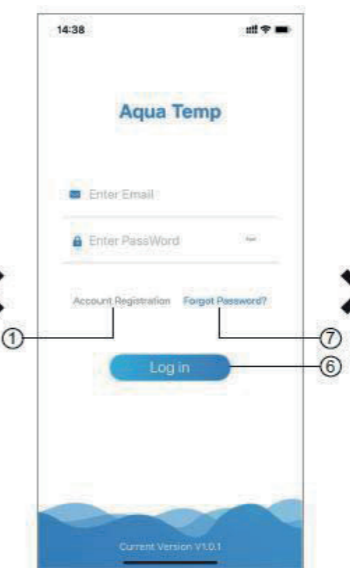 14:38
Aqua Temp
Enter Email
Enter PassWord
Account Registration Forgot Password?
① ⑦
Log in ⑥
Current Version V1.0.1